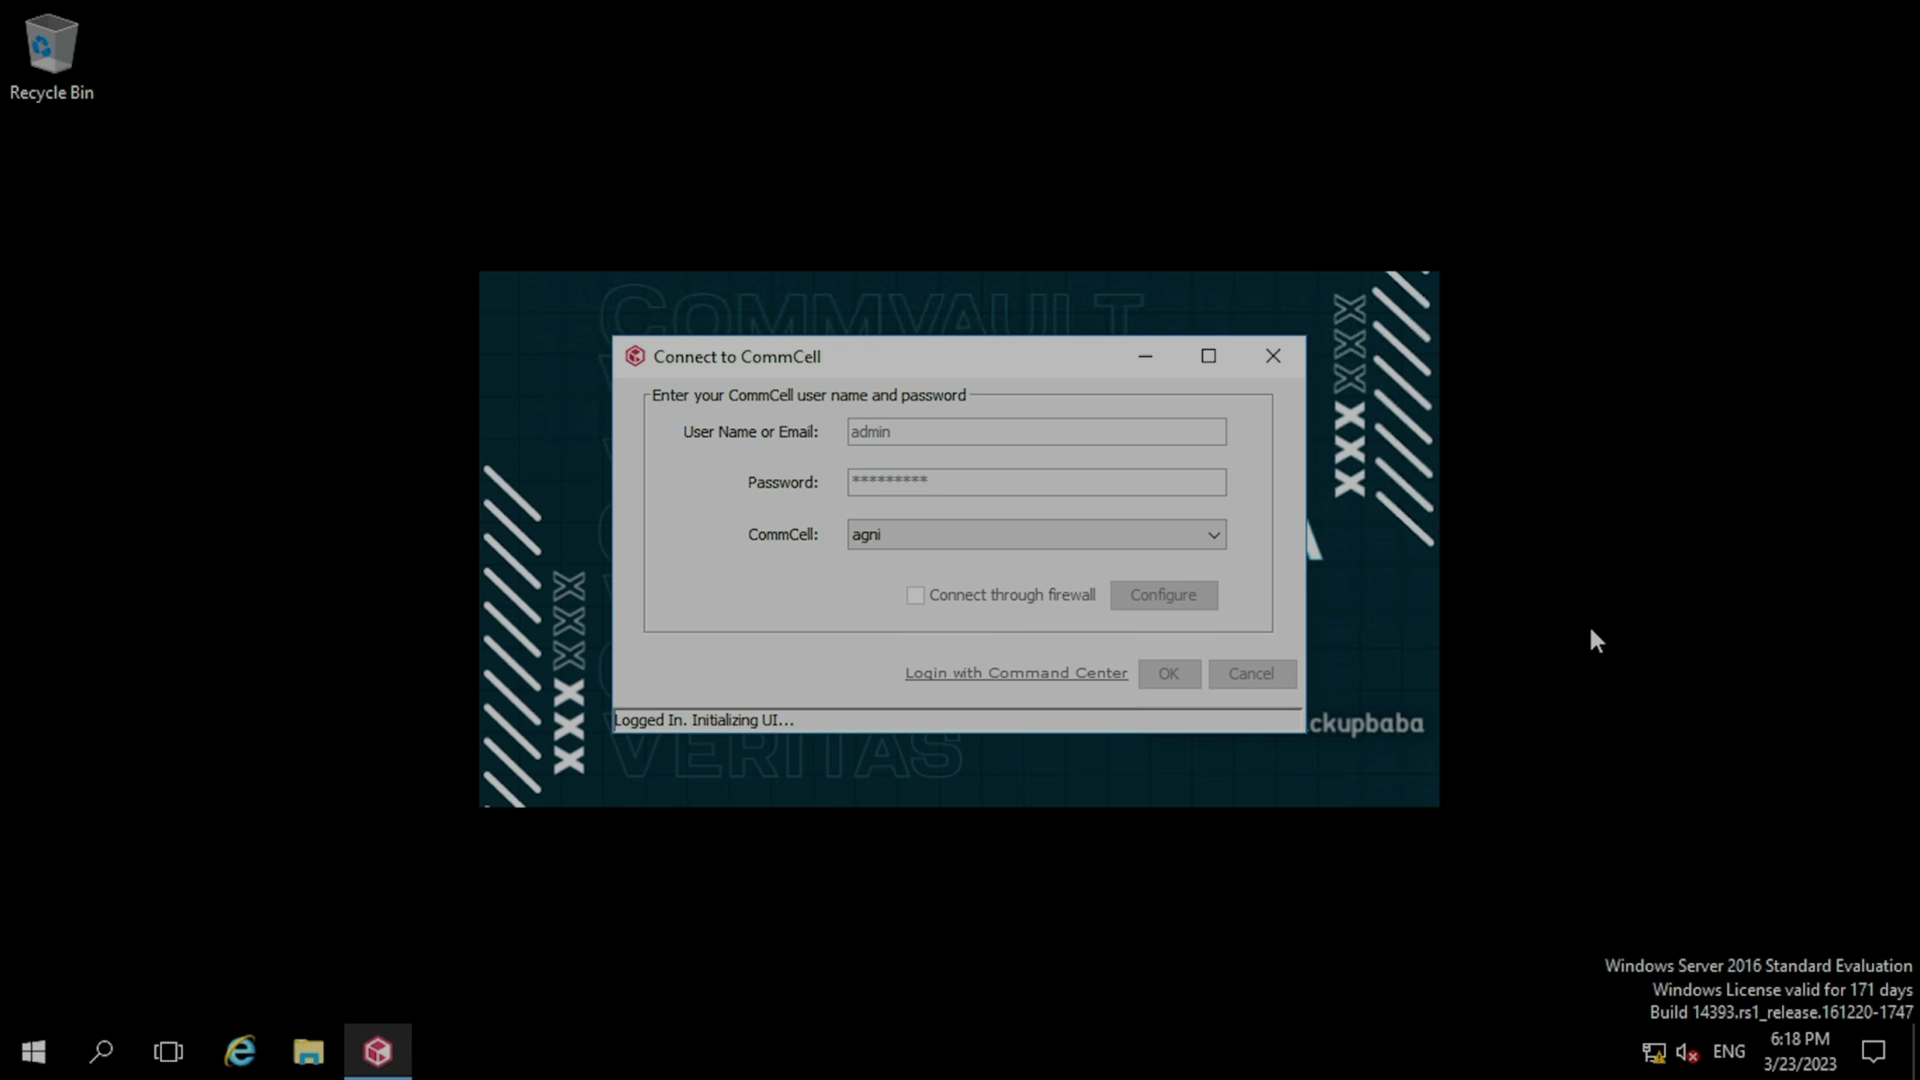 Recycle Bin
COMMVAULT
Connect to CommCell
Enter your CommCell user name and password
User Name or Email:
admin
Password:
*********
CommCell:
agni
Connect through firewall
Configure
Login with Command Center
OK
Cancel
Logged In. Initializing UI...
ckupbaba
VERITAS
Windows Server 2016 Standard Evaluation
Windows License valid for 171 days
Build 14393.rs1_release.161220-1747
ENG
6:18 PM
3/23/2023